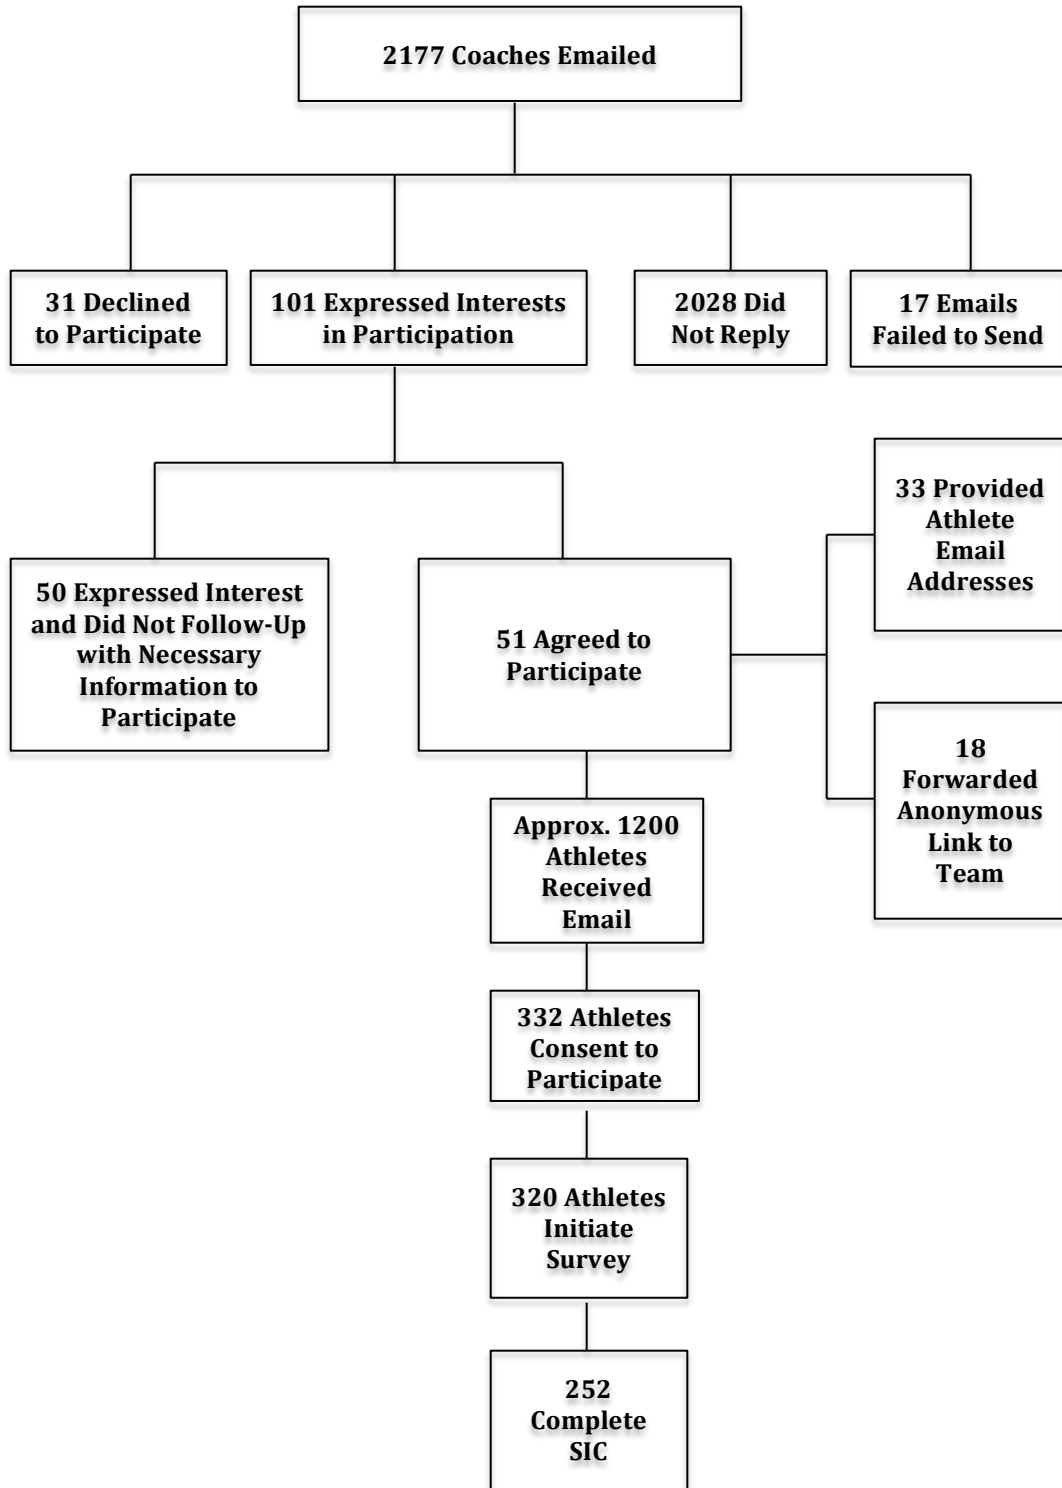 2177 Coaches Emailed
31 Declined
to Participate
101 Expressed Interests
in Participation
2028 Did
Not Reply
17 Emails
Failed to Send
33 Provided
Athlete
Email
Addresses
50 Expressed Interest
and Did Not Follow-Up
with Necessary
Information to
Participate
51 Agreed to
Participate
18
Forwarded
Anonymous
Link to
Team
Approx. 1200
Athletes
Received
Email
332 Athletes
Consent to
Participate
320 Athletes
Initiate
Survey
252
Complete
SIC